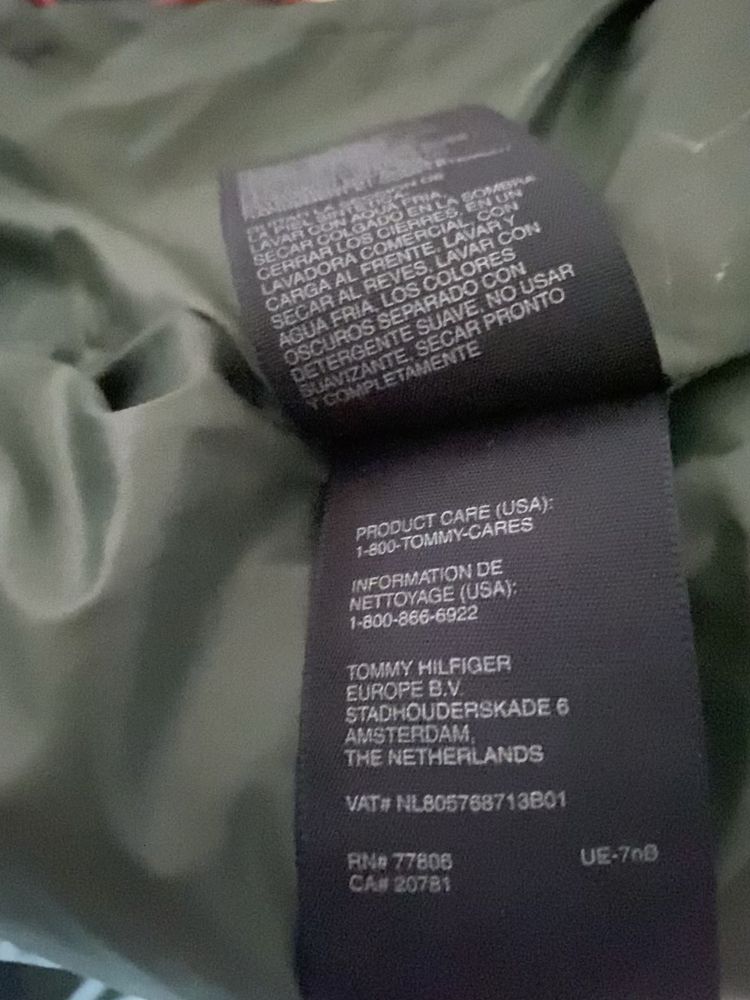 LA PIEL SINTETICA
LAVAR CON AGUA FRIA,
SECAR COLGADO EN LA SOMBRA
CERRAR LOS CIERRES, EN UN
LAVADORA COMERCIAL, CON
CARGA AL FRENTE, LAVAR Y
SECAR AL REVES, LAVAR CON
AGUA FRIA, LOS COLORES
OSCUROS SEPARADO CON
DETERGENTE SUAVE, NO USAR
SUAVIZANTE, SECAR PRONTO
Y COMPLETAMENTE
PRODUCT CARE (USA):
1-800-TOMMY-CARES
INFORMATION DE
NETTOYAGE (USA):
1-800-866-6922
TOMMY HILFIGER
EUROPE B.V.
STADHOUDERSKADE 6
AMSTERDAM,
THE NETHERLANDS
VAT# NL805768713B01
RN# 77806 UE-7nB
CA# 20781